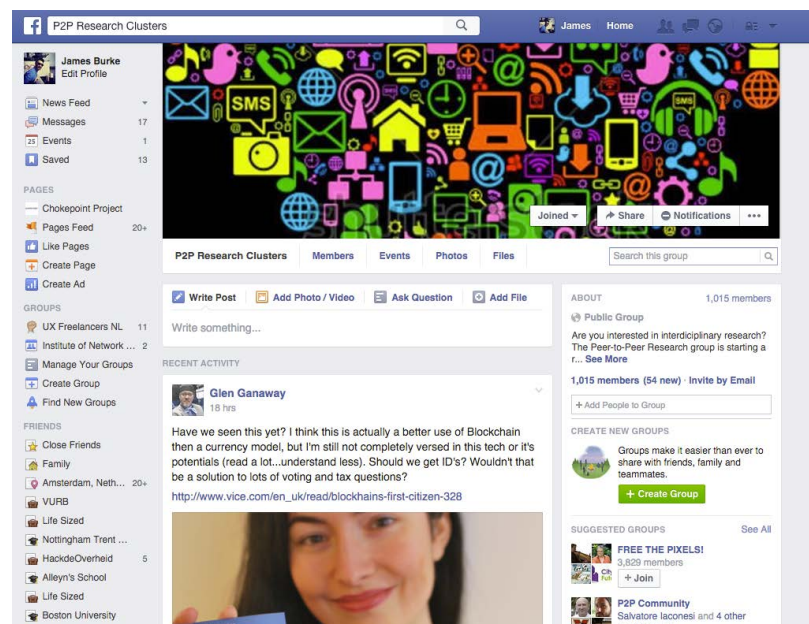 P2P Research Clusters
James Home
James Burke
Edit Profile
News Feed
Messages 17
Events 1
Saved 13
PAGES
Chokepoint Project
Pages Feed 20+
Like Pages
Create Page
Create Ad
GROUPS
UX Freelancers NL 11
Institute of Network ... 2
Manage Your Groups
Create Group
Find New Groups
FRIENDS
Close Friends
Family
Amsterdam, Neth... 20+
VURB
Life Sized
Nottingham Trent ...
HackdeOverheid 5
Alleyn's School
Life Sized
Boston University
SMS
SMS
Joined Share Notifications ...
P2P Research Clusters Members Events Photos Files
Search this group
Write Post Add Photo / Video Ask Question Add File
Write something...
RECENT ACTIVITY
Glen Ganaway
18 hrs
Have we seen this yet? I think this is actually a better use of Blockchain
then a currency model, but I'm still not completely versed in this tech or it's
potentials (read a lot...understand less). Should we get ID's? Wouldn't that
be a solution to lots of voting and tax questions?
http://www.vice.com/en_uk/read/blockhains-first-citizen-328
ABOUT 1,015 members
Public Group
Are you interested in interdiciplinary research?
The Peer-to-Peer Research group is starting a
r... See More
1,015 members (54 new) · Invite by Email
+ Add People to Group
CREATE NEW GROUPS
Groups make it easier than ever to
share with friends, family and
teammates.
+ Create Group
SUGGESTED GROUPS See All
FREE THE PIXELS!
3,829 members
+ Join
P2P Community
Salvatore Iaconesi and 4 other